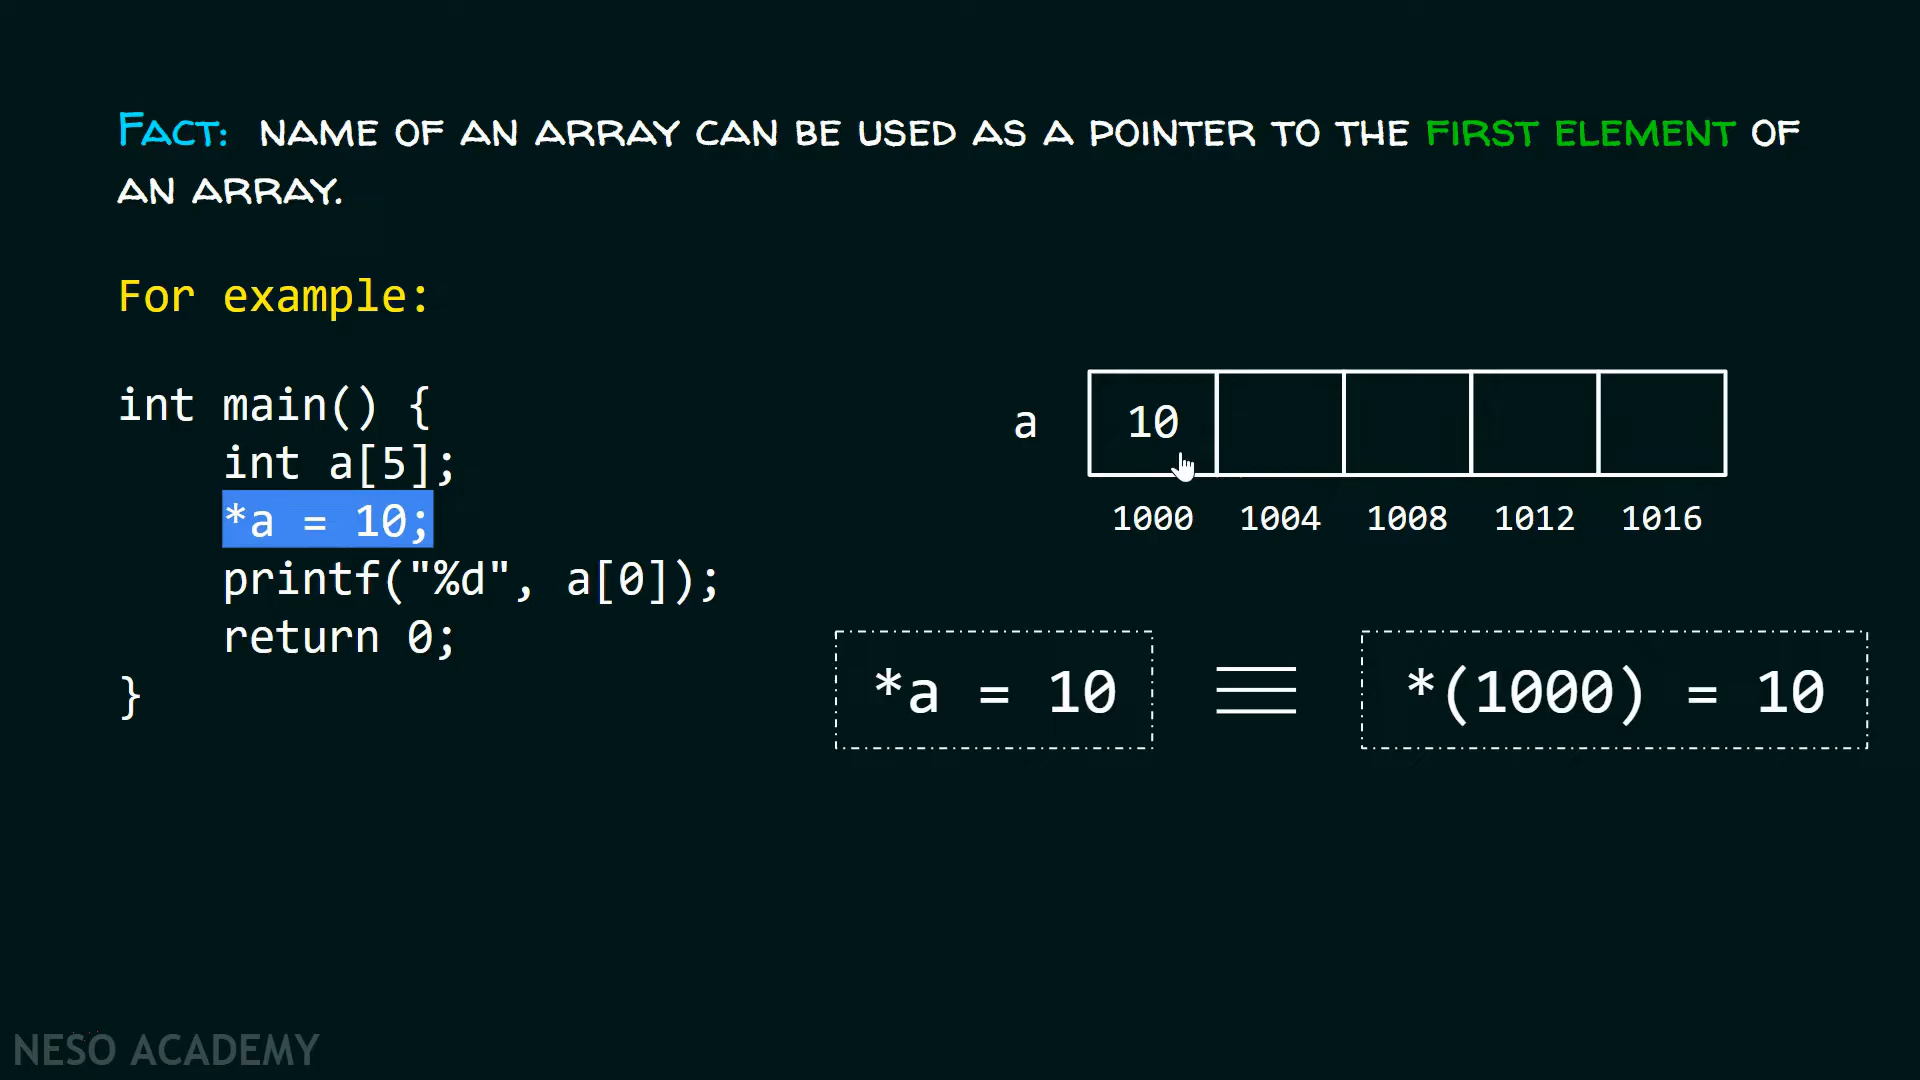 Fact: name of an array can be used as a pointer to the first element of
an array.
For example:
int main() {
int a[5];
*a = 10;
printf("%d", a[0]);
return 0;
}
a 10
1000 1004 1008 1012 1016
*a = 10 ≡ *(1000) = 10
NESO ACADEMY